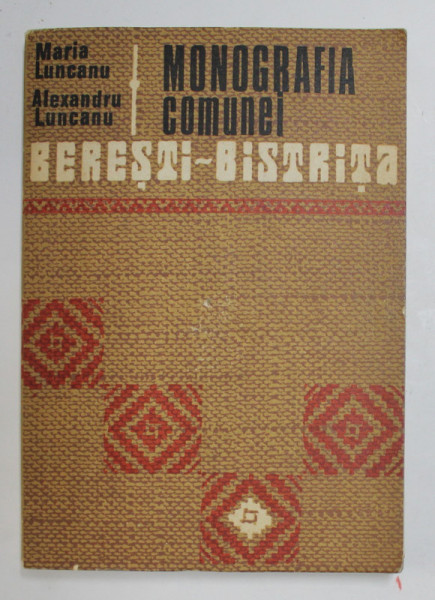 Maria
Luncanu
Alexandru
Luncanu
MONOGRAFIA
comunei
BEREȘTI-BISTRIȚA